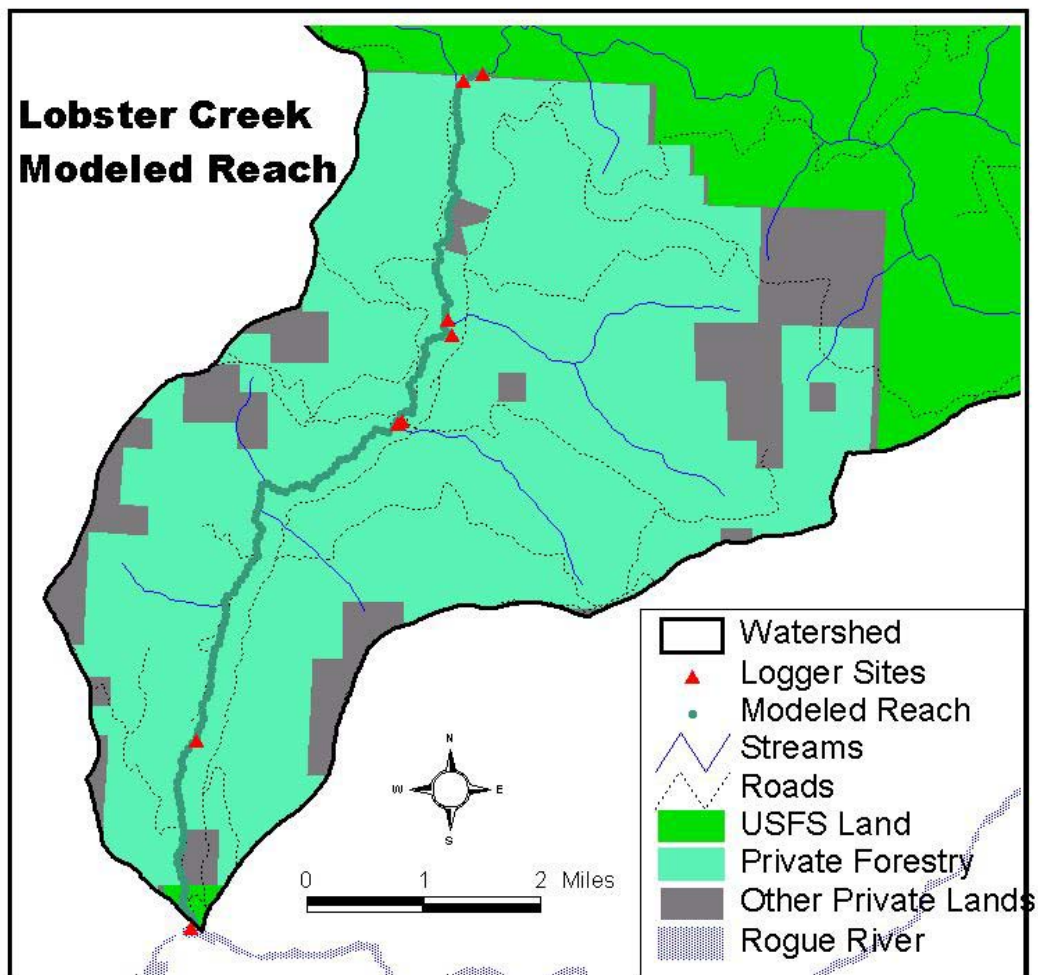 Lobster Creek
Modeled Reach
N
W E
S
0 1 2 Miles
Watershed
Logger Sites
Modeled Reach
Streams
Roads
USFS Land
Private Forestry
Other Private Lands
Rogue River